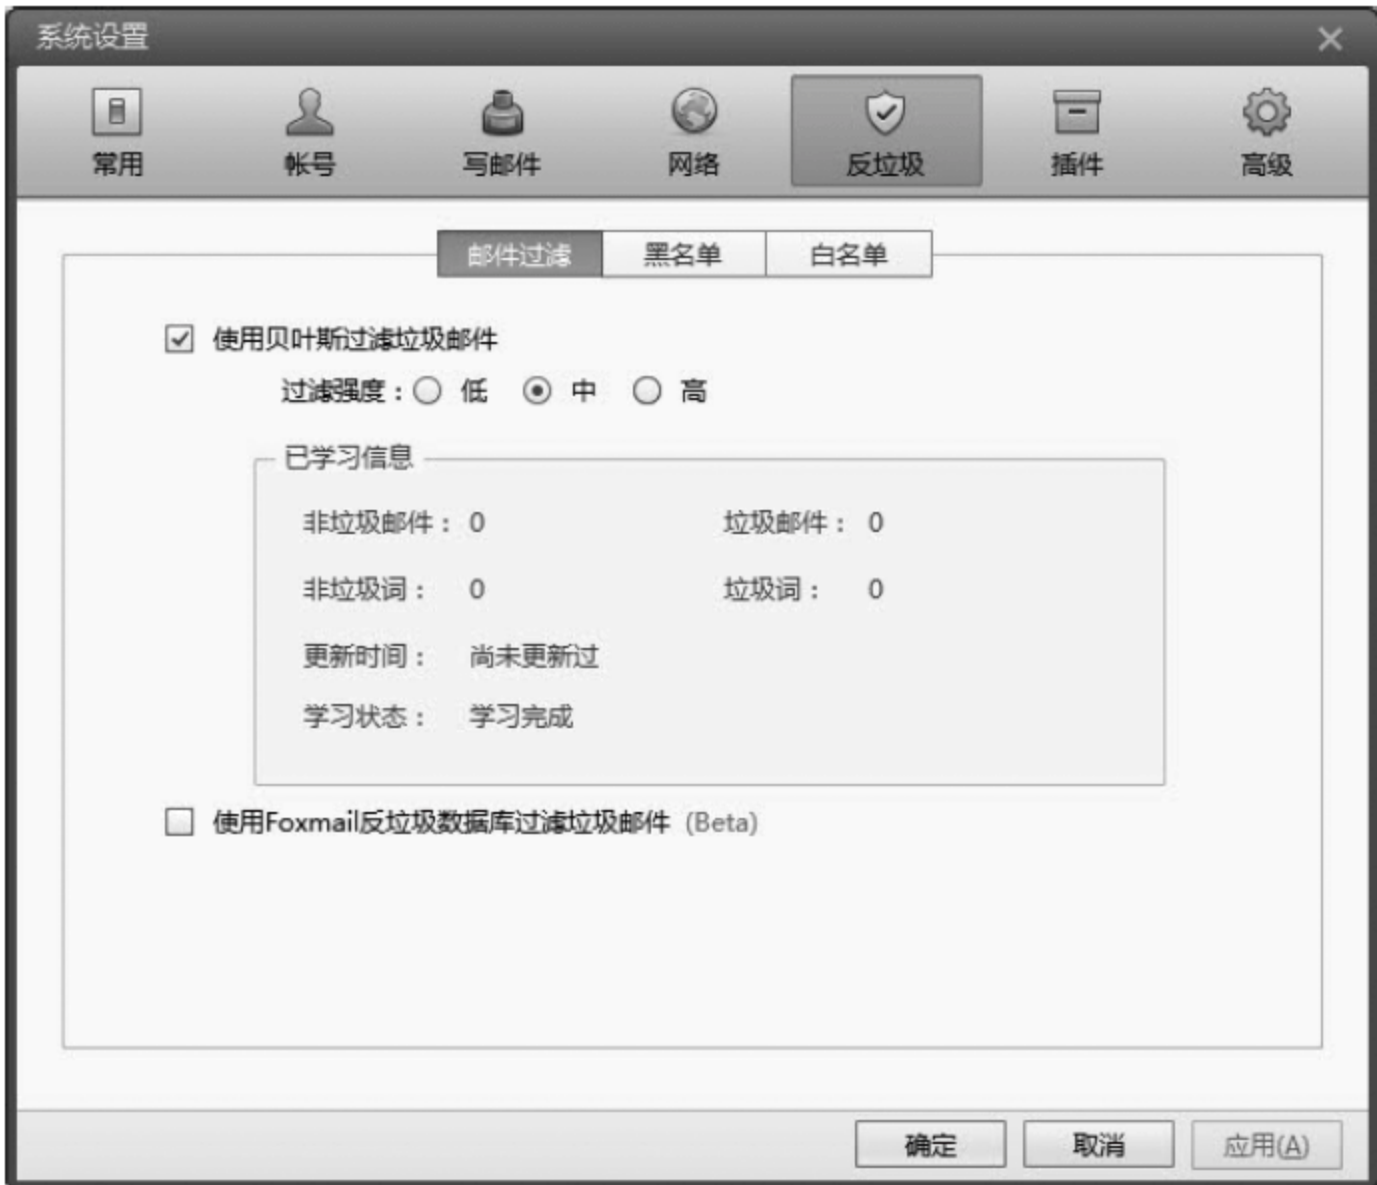 系统设置
常用 帐号 写邮件 网络 反垃圾 插件 高级
邮件过滤 黑名单 白名单
使用贝叶斯过滤垃圾邮件
过滤强度： 低 中 高
已学习信息
非垃圾邮件： 0 垃圾邮件： 0
非垃圾词： 0 垃圾词： 0
更新时间： 尚未更新过
学习状态： 学习完成
使用Foxmail反垃圾数据库过滤垃圾邮件 (Beta)
确定 取消 应用(A)